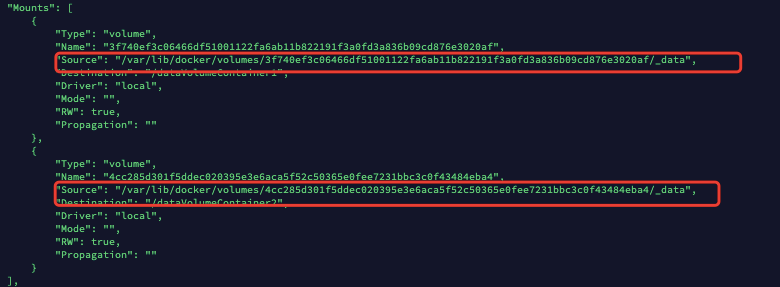 "Mounts": [
{
"Type": "volume",
"Name": "3f740ef3c06466df51001122fa6ab11b822191f3a0fd3a836b09cd876e3020af",
"Source": "/var/lib/docker/volumes/3f740ef3c06466df51001122fa6ab11b822191f3a0fd3a836b09cd876e3020af/_data",
"Destination": "/dataVolumeContainer1",
"Driver": "local",
"Mode": "",
"RW": true,
"Propagation": ""
},
{
"Type": "volume",
"Name": "4cc285d301f5ddec020395e3e6aca5f52c50365e0fee7231bbc3c0f43484eba4",
"Source": "/var/lib/docker/volumes/4cc285d301f5ddec020395e3e6aca5f52c50365e0fee7231bbc3c0f43484eba4/_data",
"Destination": "/dataVolumeContainer2",
"Driver": "local",
"Mode": "",
"RW": true,
"Propagation": ""
}
],